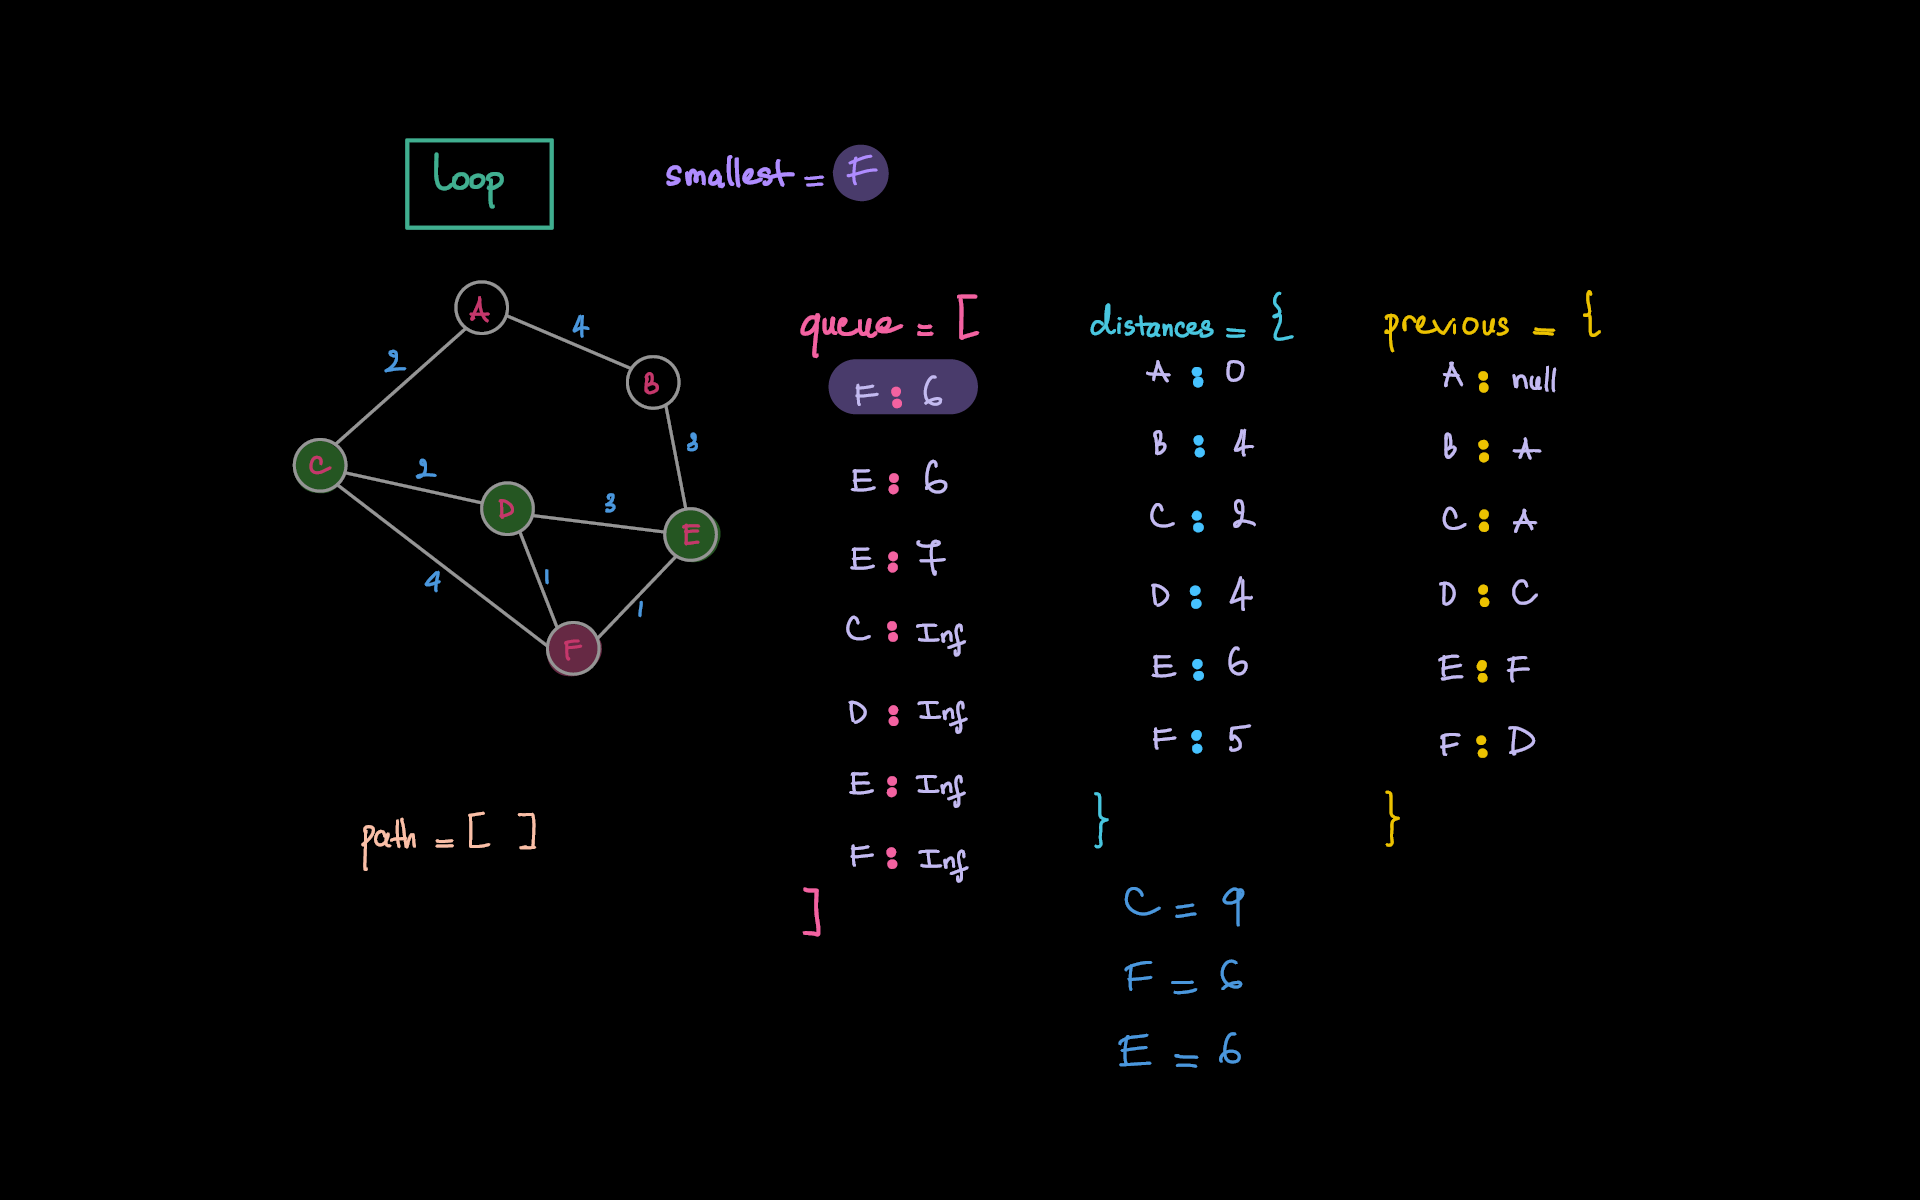 Loop
smallest = F
A
4
2
B
3
C
2
D
3
E
4
1
1
F
path = [ ]
queue = [
F : 6
E : 6
E : 7
C : Inf
D : Inf
E : Inf
F : Inf
]
distances = {
A : 0
B : 4
C : 2
D : 4
E : 6
F : 5
}
C = 9
F = 6
E = 6
previous = {
A : null
B : A
C : A
D : C
E : F
F : D
}